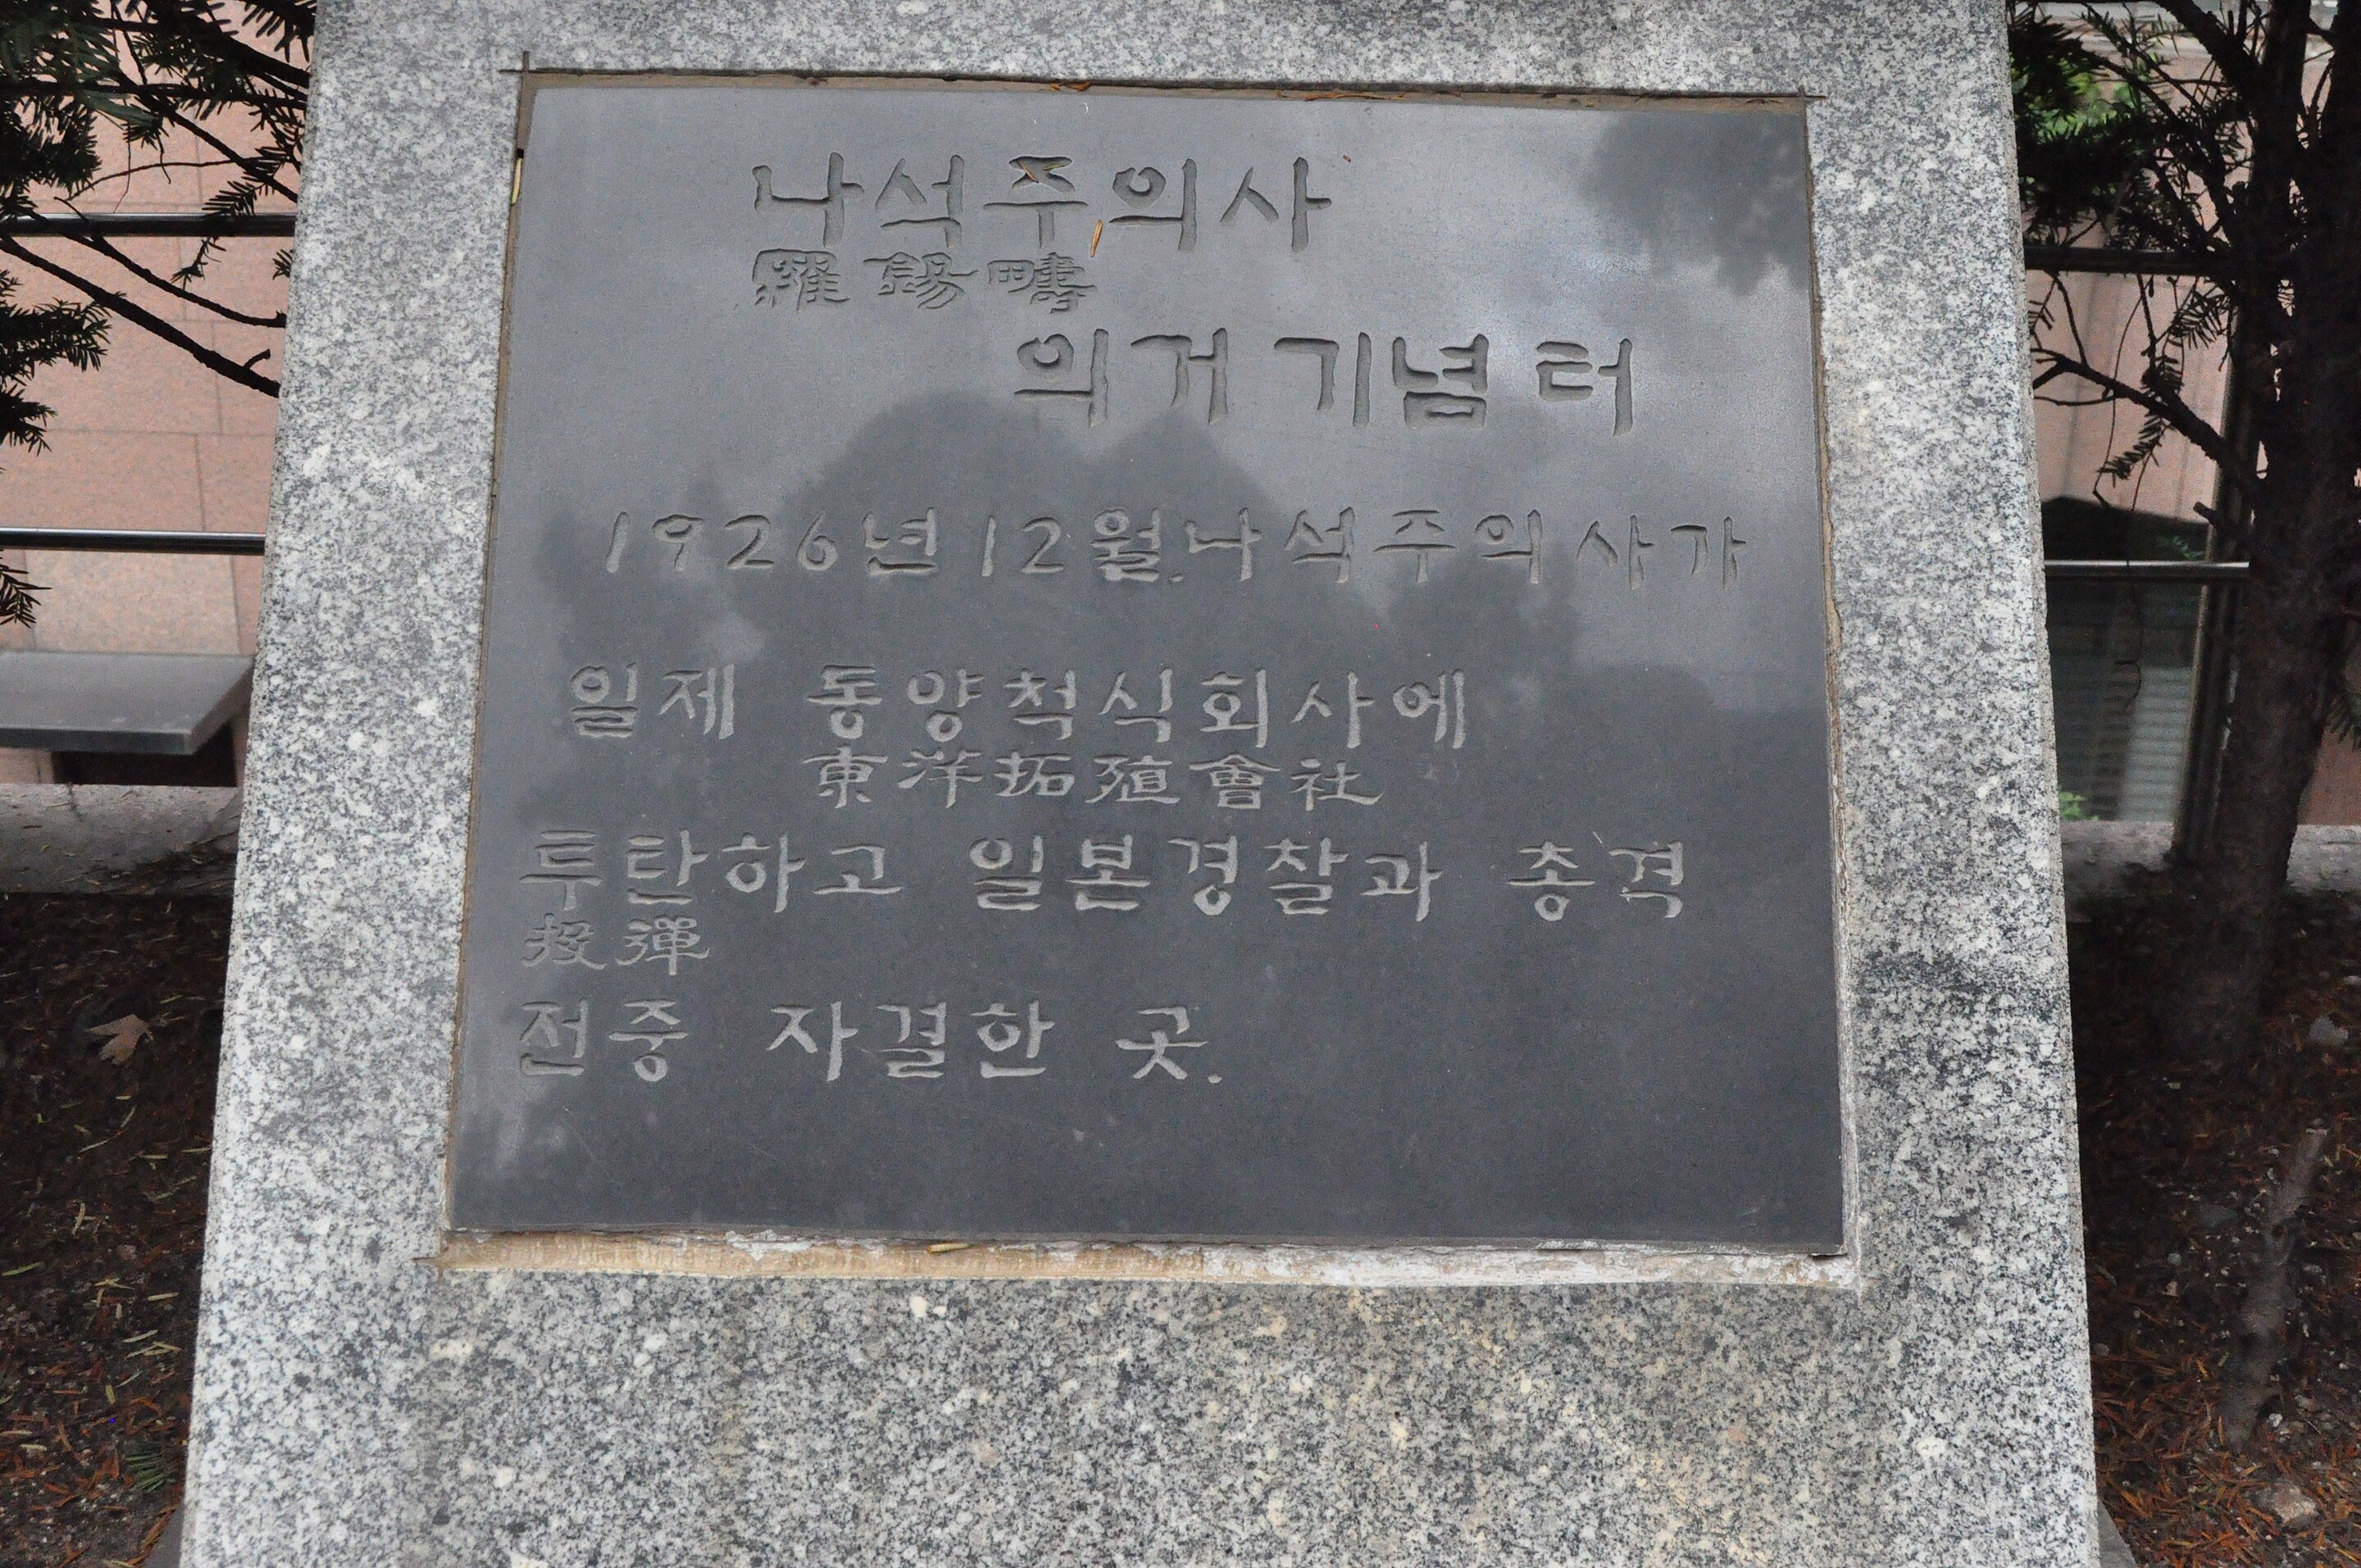 나석주의사
羅錫疇
의거 기념 터
1926년 12월.나석주의사가
일제 동양척식회사에
東洋拓殖會社
투탄하고 일본경찰과 총격
投彈
전중 자결한 곳.